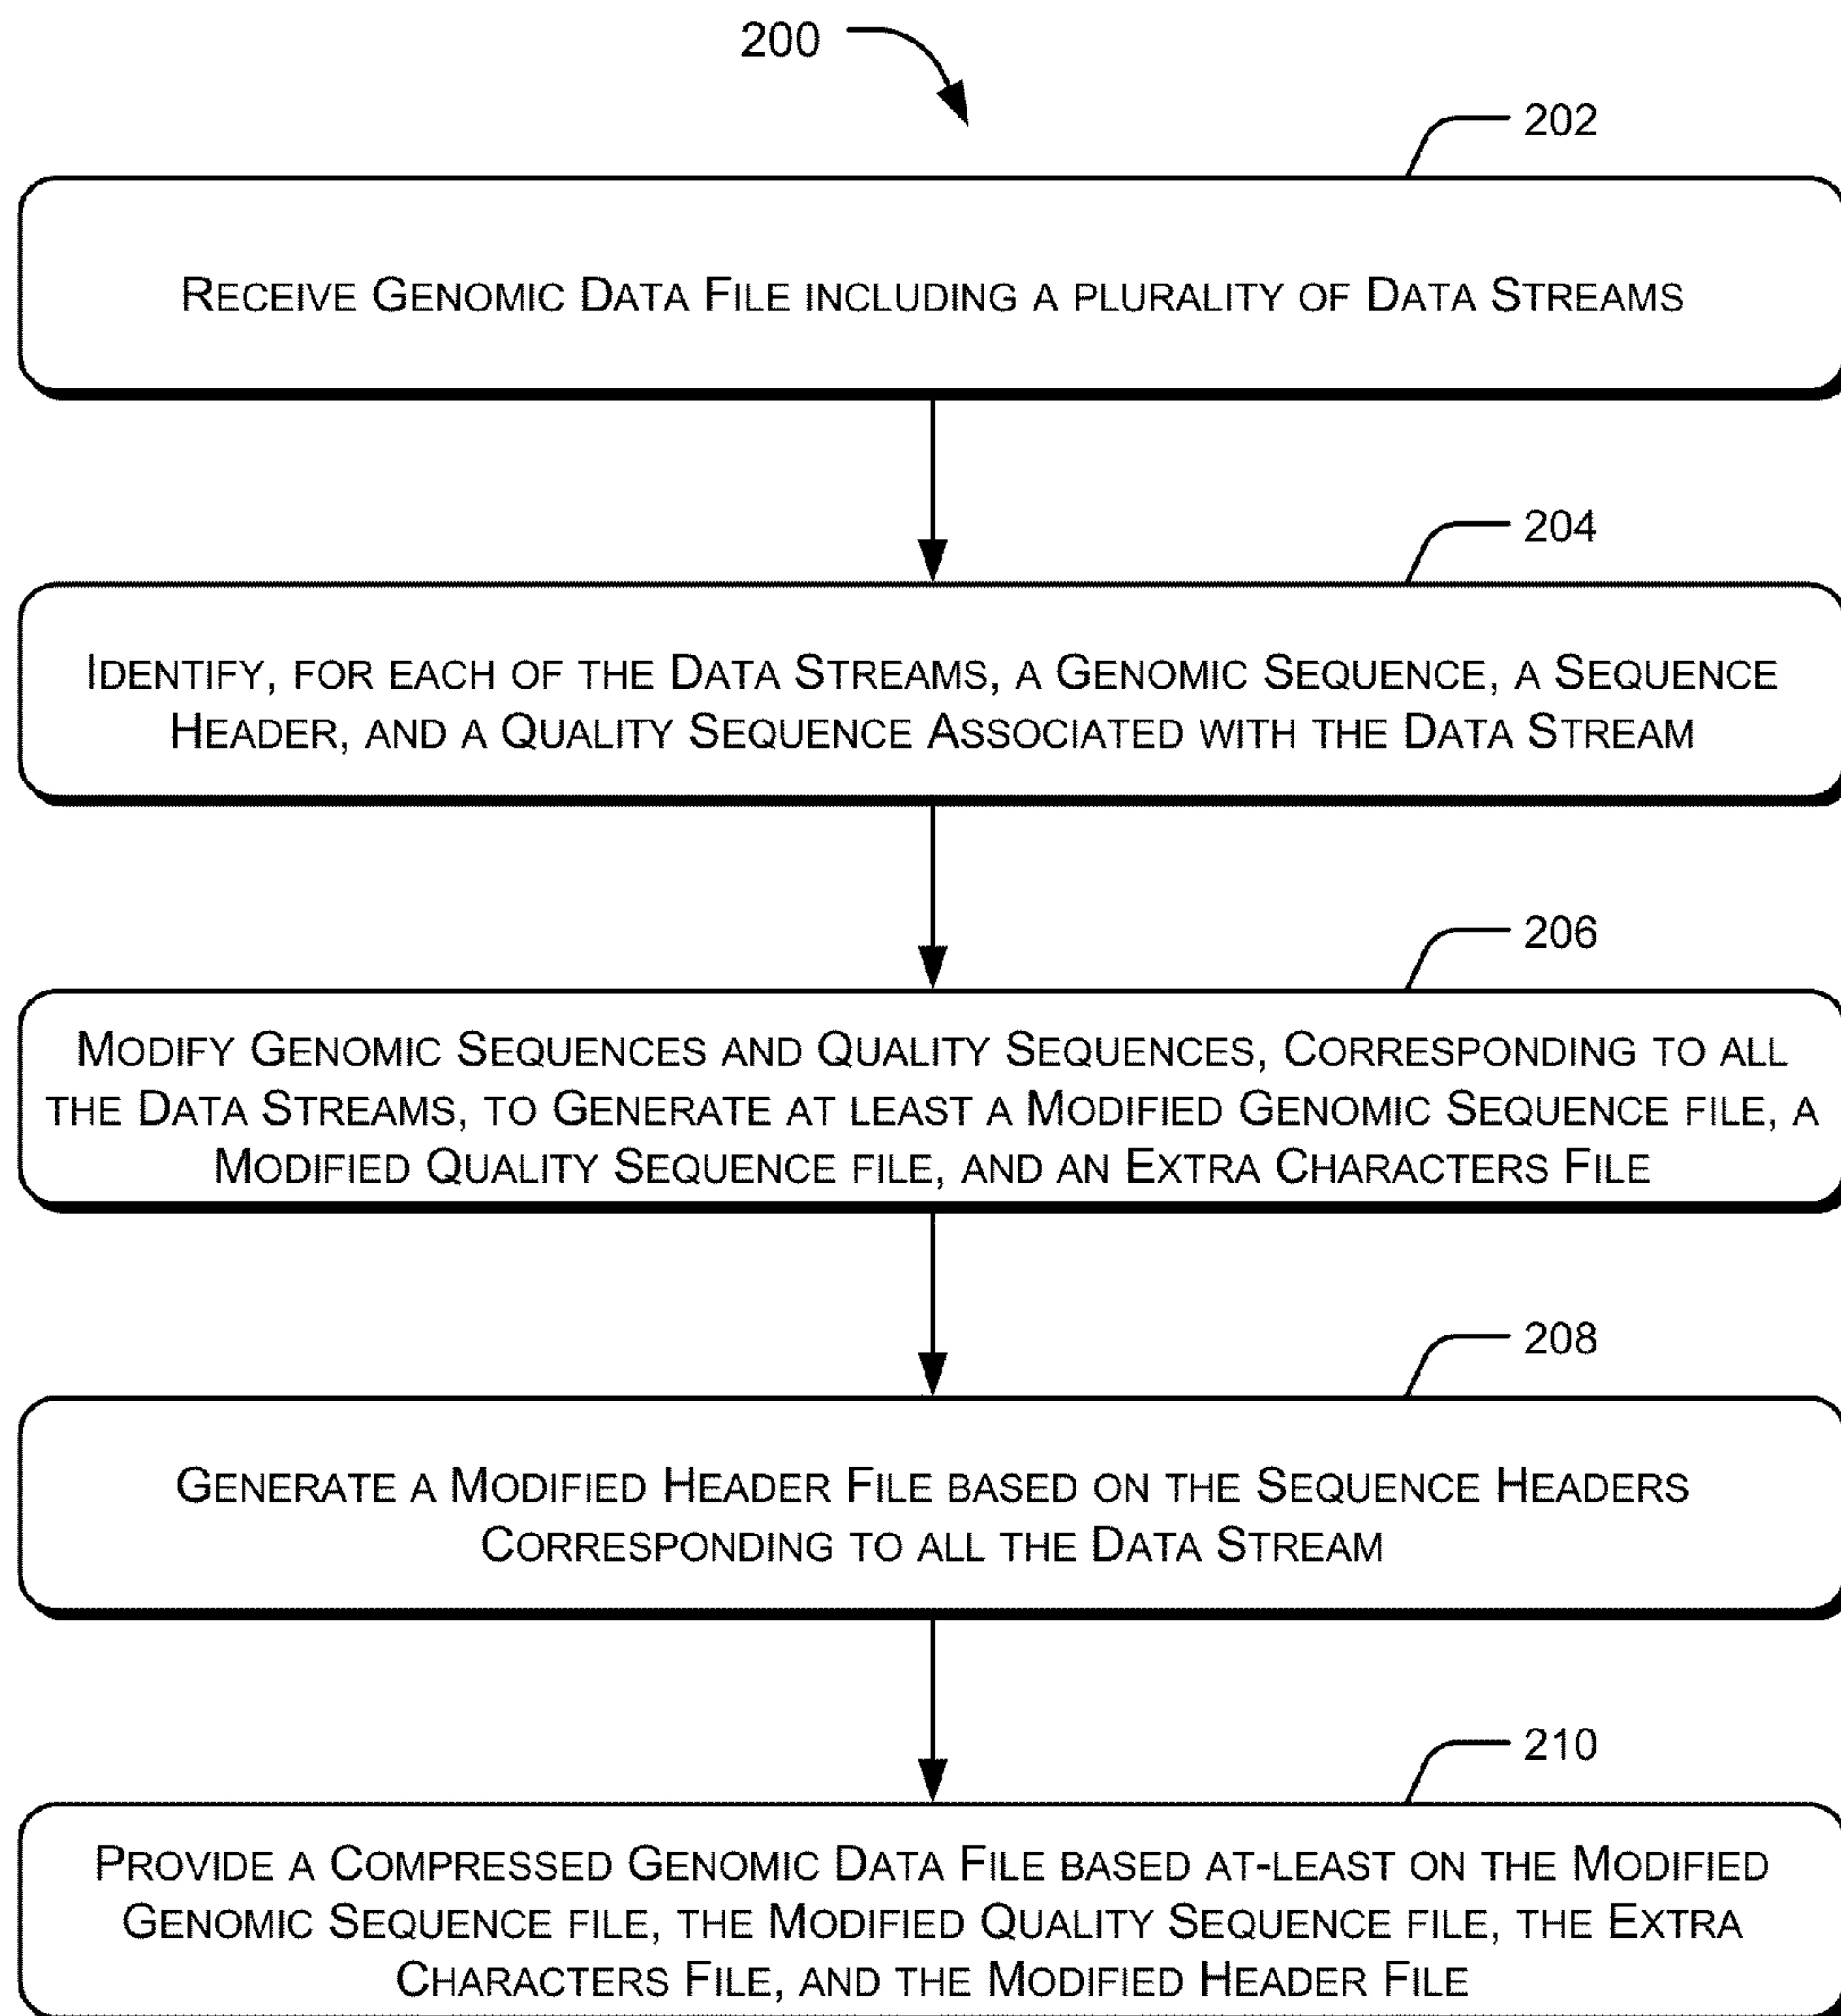 200
202
RECEIVE GENOMIC DATA FILE INCLUDING A PLURALITY OF DATA STREAMS
204
IDENTIFY, FOR EACH OF THE DATA STREAMS, A GENOMIC SEQUENCE, A SEQUENCE
HEADER, AND A QUALITY SEQUENCE ASSOCIATED WITH THE DATA STREAM
206
MODIFY GENOMIC SEQUENCES AND QUALITY SEQUENCES, CORRESPONDING TO ALL
THE DATA STREAMS, TO GENERATE AT LEAST A MODIFIED GENOMIC SEQUENCE FILE, A
MODIFIED QUALITY SEQUENCE FILE, AND AN EXTRA CHARACTERS FILE
208
GENERATE A MODIFIED HEADER FILE BASED ON THE SEQUENCE HEADERS
CORRESPONDING TO ALL THE DATA STREAM
210
PROVIDE A COMPRESSED GENOMIC DATA FILE BASED AT-LEAST ON THE MODIFIED
GENOMIC SEQUENCE FILE, THE MODIFIED QUALITY SEQUENCE FILE, THE EXTRA
CHARACTERS FILE, AND THE MODIFIED HEADER FILE